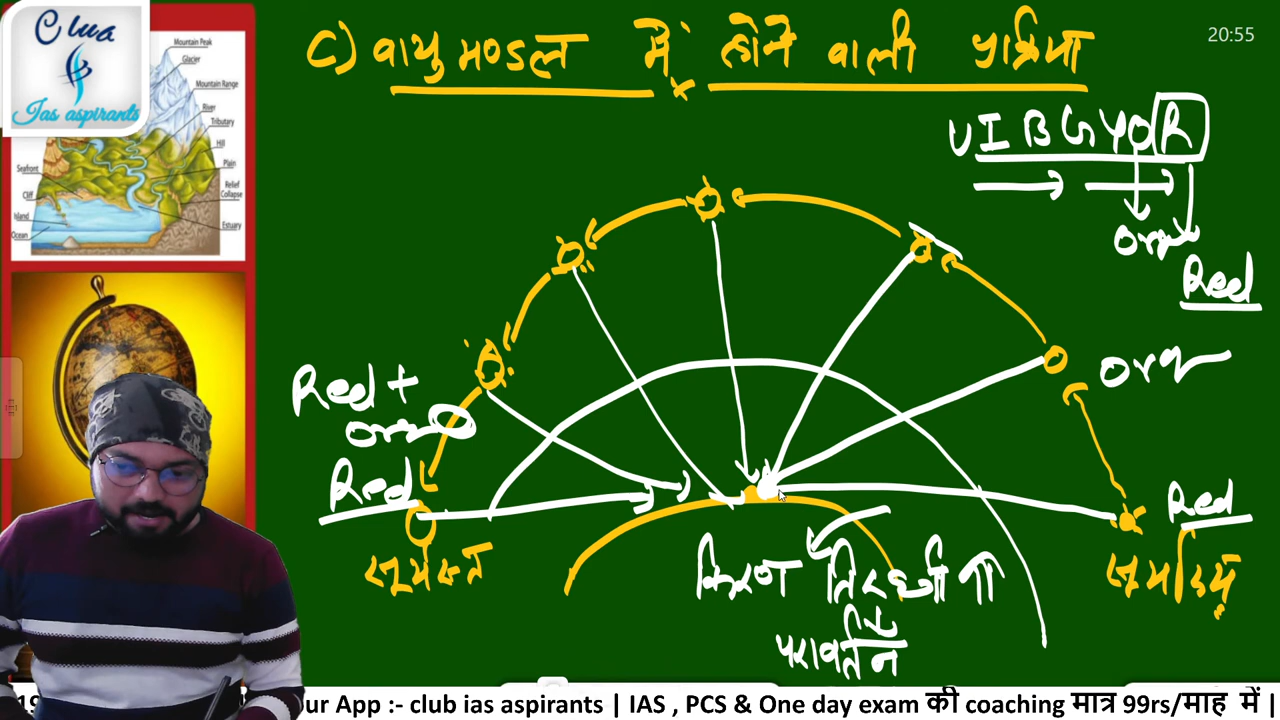 Clua
Ias aspirants
Mountain Peak
Glacier
Mountain Range
River
Tributary
Hill
Plain
Seafront
Relief
Collapse
Cliff
Island
Estuary
Ocean
20:55
C) वायुमण्डल में होने वाली प्रक्रिया
VIBGYOR
Org
Red
Red +
Org
Org
Red
Red
सूर्यास्त
सूर्योदय
किरण तिरछी
परावर्तन
ur App :- club ias aspirants | IAS , PCS & One day exam की coaching मात्र 99rs/माह में |